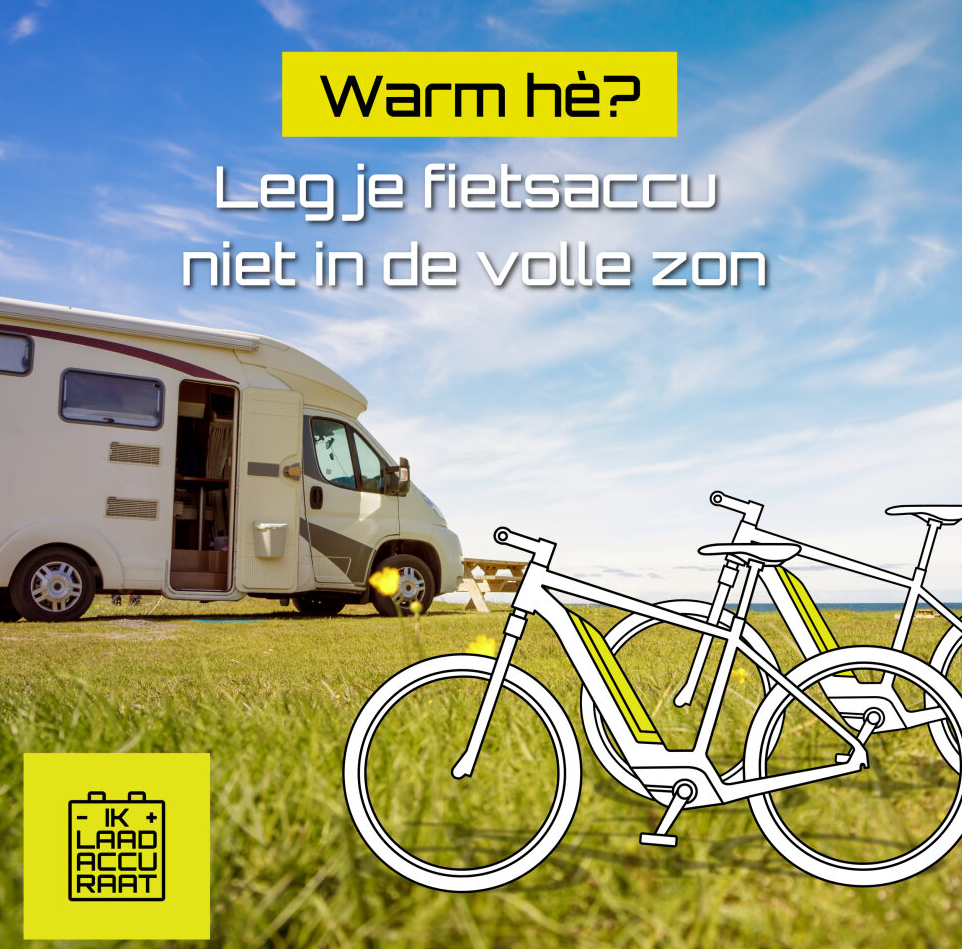 Warm hè?
Leg je fietsaccu
niet in de volle zon
- IK +
LAAD
ACCU
RAAT